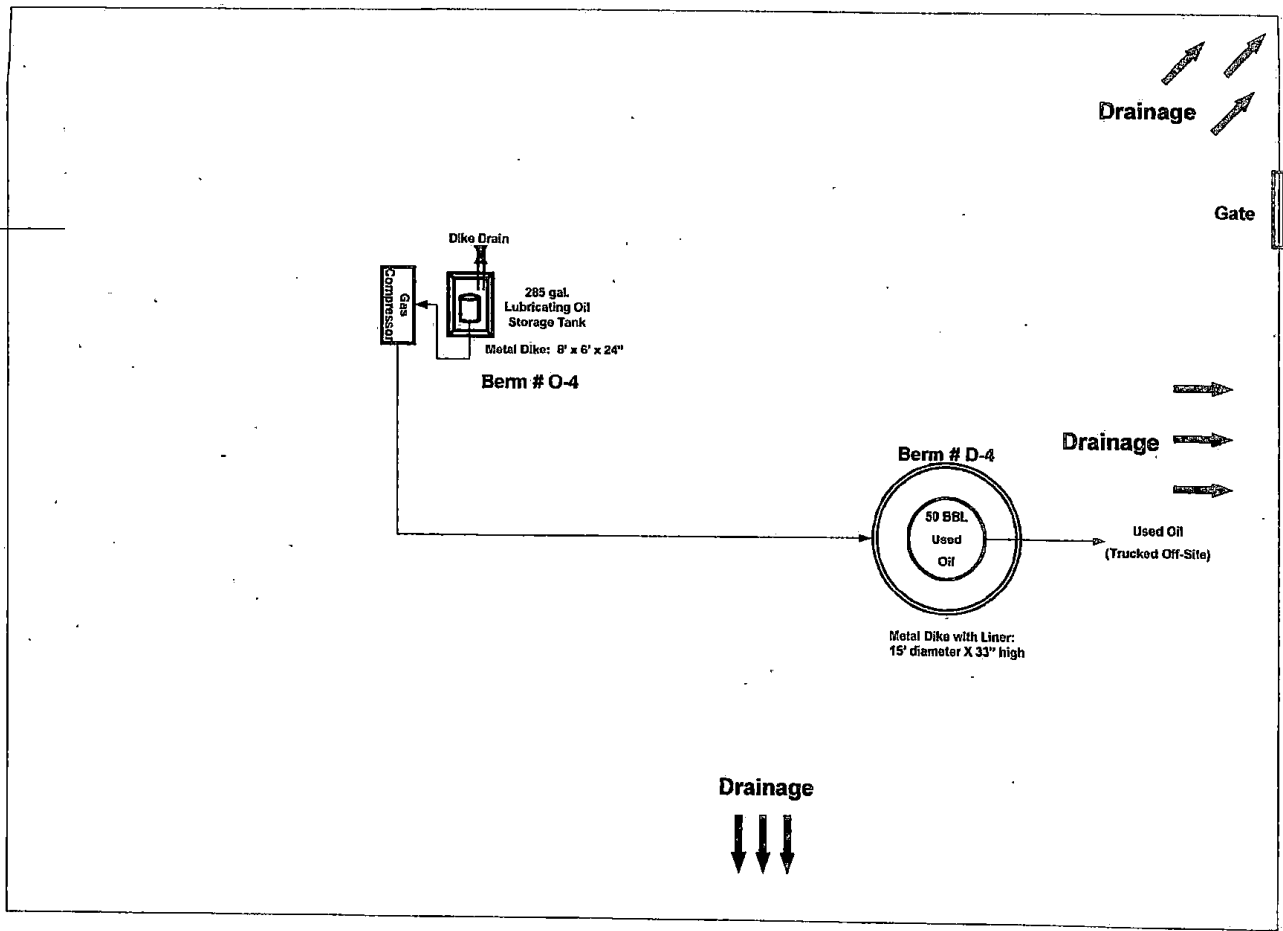 Drainage
Gate
Dike Drain
Gas
Compressor
285 gal.
Lubricating Oil
Storage Tank
Metal Dike: 8' x 6' x 24"
Berm # O-4
Drainage
Berm # D-4
50 BBL
Used
Oil
Used Oil
(Trucked Off-Site)
Metal Dike with Liner:
15' diameter X 33" high
Drainage